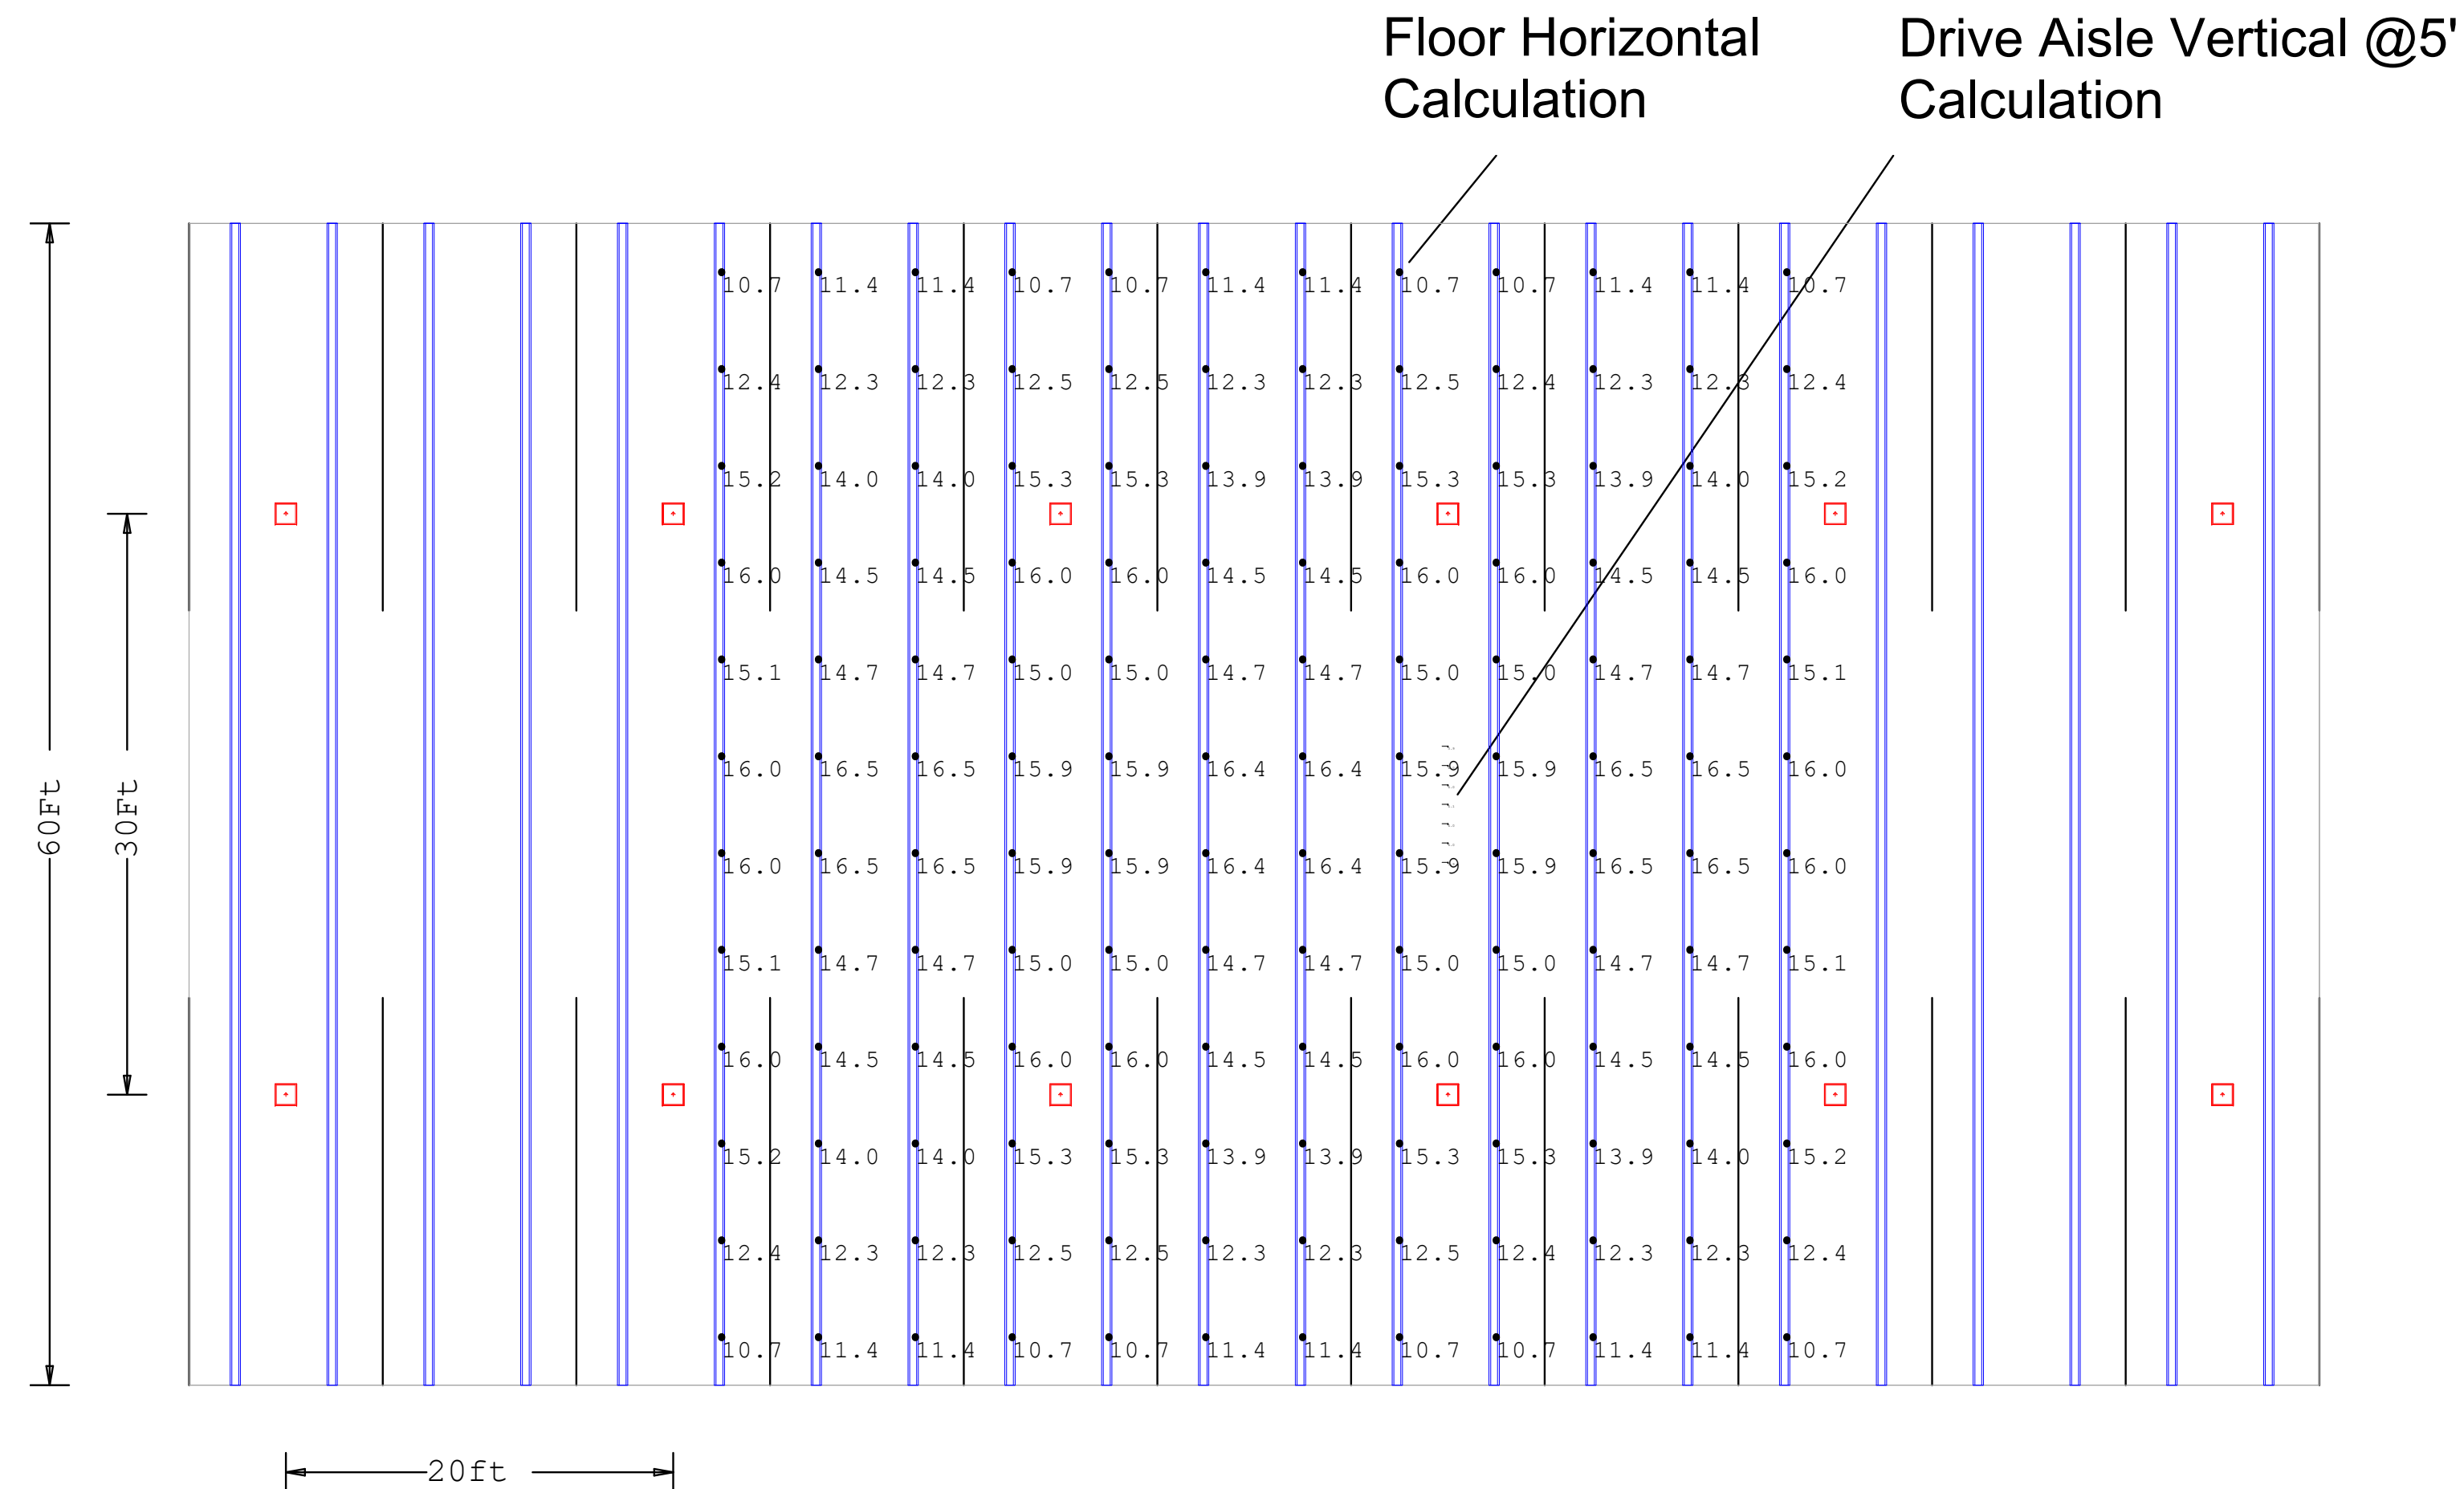 Floor Horizontal
Calculation
Drive Aisle Vertical @5'
Calculation
10.7 11.4 11.4 10.7 10.7 11.4 11.4 10.7 10.7 11.4 11.4 10.7
12.4 12.3 12.3 12.5 12.5 12.3 12.3 12.5 12.4 12.3 12.3 12.4
15.2 14.0 14.0 15.3 15.3 13.9 13.9 15.3 15.3 13.9 14.0 15.2
16.0 14.5 14.5 16.0 16.0 14.5 14.5 16.0 16.0 14.5 14.5 16.0
15.1 14.7 14.7 15.0 15.0 14.7 14.7 15.0 15.0 14.7 14.7 15.1
16.0 16.5 16.5 15.9 15.9 16.4 16.4 15.9 15.9 16.5 16.5 16.0
60Ft
30Ft
16.0 16.5 16.5 15.9 15.9 16.4 16.4 15.9 15.9 16.5 16.5 16.0
15.1 14.7 14.7 15.0 15.0 14.7 14.7 15.0 15.0 14.7 14.7 15.1
16.0 14.5 14.5 16.0 16.0 14.5 14.5 16.0 16.0 14.5 14.5 16.0
15.2 14.0 14.0 15.3 15.3 13.9 13.9 15.3 15.3 13.9 14.0 15.2
12.4 12.3 12.3 12.5 12.5 12.3 12.3 12.5 12.4 12.3 12.3 12.4
10.7 11.4 11.4 10.7 10.7 11.4 11.4 10.7 10.7 11.4 11.4 10.7
20ft